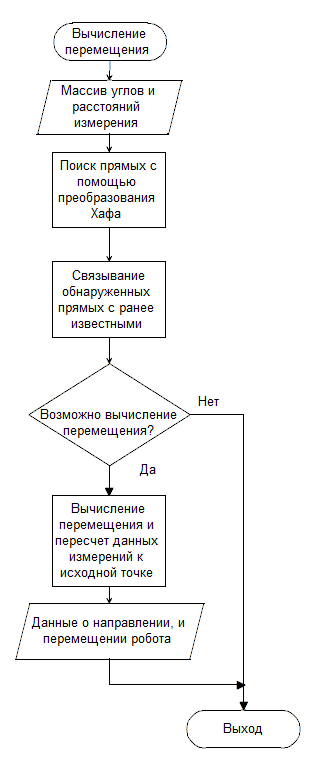 Вычисление
перемещения
Массив углов и
расстояний
измерения
Поиск прямых с
помощью
преобразования
Хафа
Связывание
обнаруженных
прямых с ранее
известными
Возможно вычисление
перемещения?
Нет
Да
Вычисление
перемещения и
пересчет данных
измерений к
исходной точке
Данные о направлении, и
перемещении робота
Выход